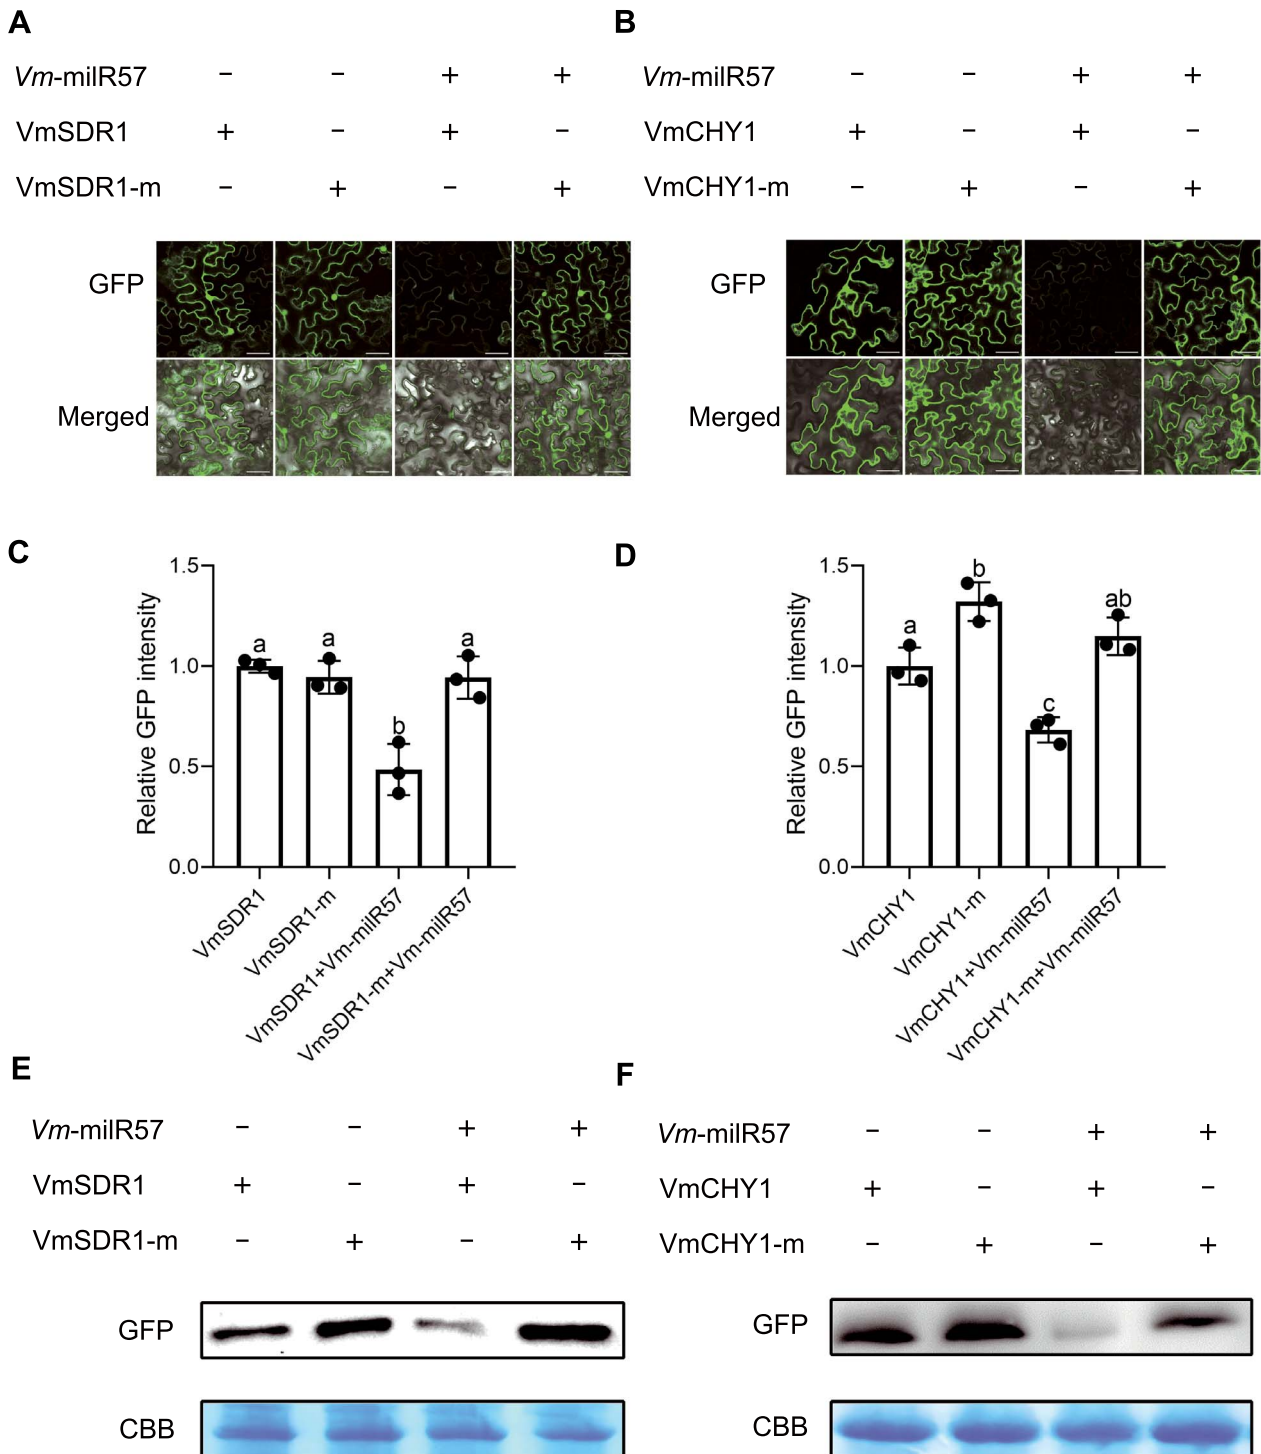 A
Vm-milR57 − − + +
VmSDR1 + − + −
VmSDR1-m − + − +
GFP
Merged
B
Vm-milR57 − − + +
VmCHY1 + − + −
VmCHY1-m − + − +
GFP
Merged
C
Relative GFP intensity
1.5
1.0
0.5
0.0
a
a
b
a
VmSDR1
VmSDR1-m
VmSDR1+Vm-milR57
VmSDR1-m+Vm-milR57
D
Relative GFP intensity
1.5
1.0
0.5
0.0
a
b
c
ab
VmCHY1
VmCHY1-m
VmCHY1+Vm-milR57
VmCHY1-m+Vm-milR57
E
Vm-milR57 − − + +
VmSDR1 + − + −
VmSDR1-m − + − +
GFP
CBB
F
Vm-milR57 − − + +
VmCHY1 + − + −
VmCHY1-m − + − +
GFP
CBB